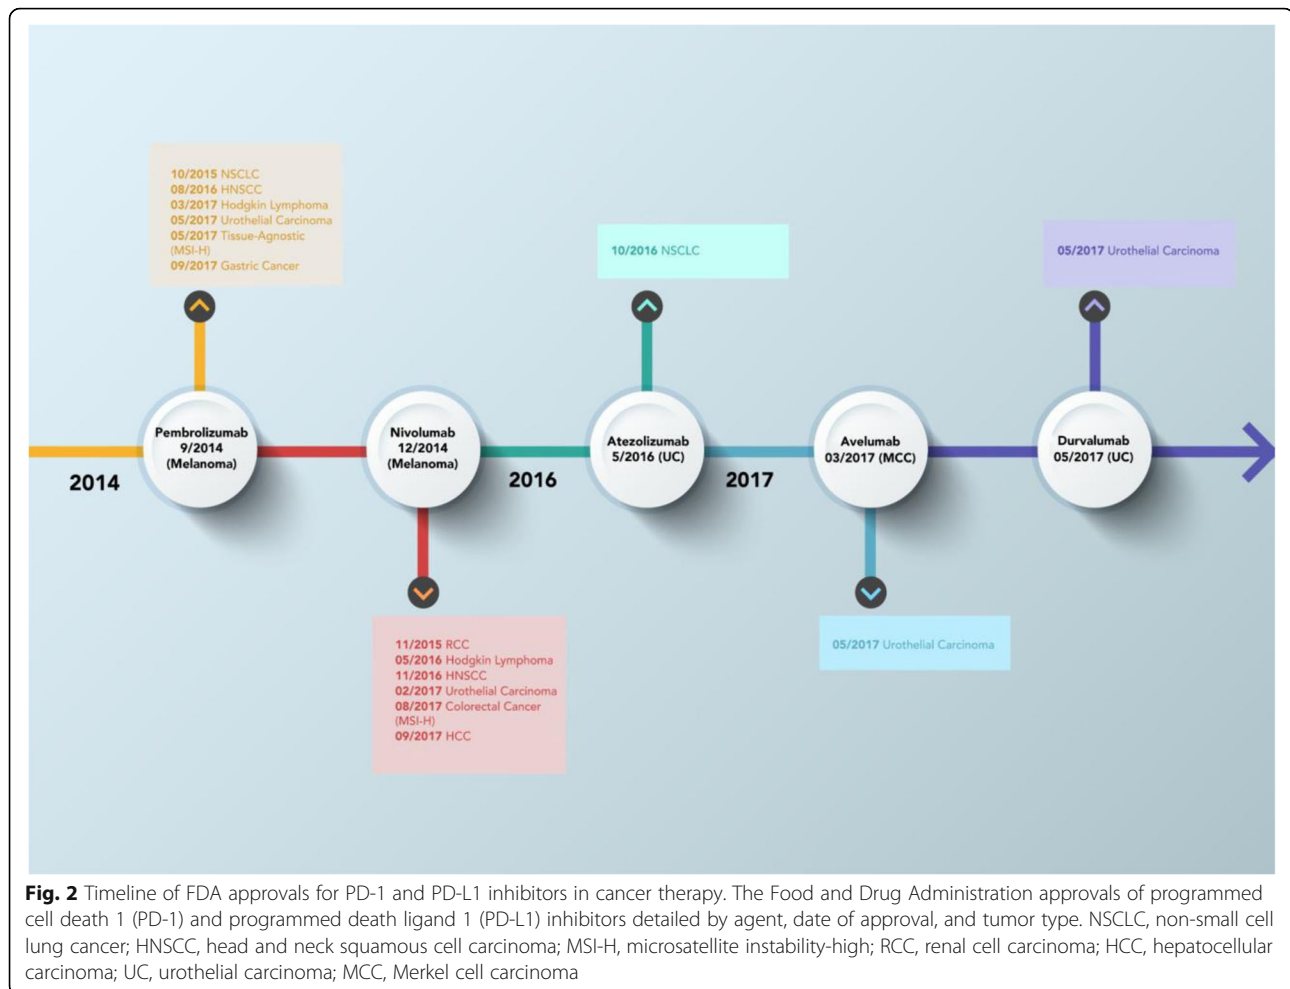 10/2015 NSCLC
08/2016 HNSCC
03/2017 Hodgkin Lymphoma
05/2017 Urothelial Carcinoma
05/2017 Tissue-Agnostic
(MSI-H)
09/2017 Gastric Cancer
10/2016 NSCLC
05/2017 Urothelial Carcinoma
Pembrolizumab
9/2014
(Melanoma)
Nivolumab
12/2014
(Melanoma)
Atezolizumab
5/2016 (UC)
Avelumab
03/2017 (MCC)
Durvalumab
05/2017 (UC)
2014
2016
2017
11/2015 RCC
05/2016 Hodgkin Lymphoma
11/2016 HNSCC
02/2017 Urothelial Carcinoma
08/2017 Colorectal Cancer
(MSI-H)
09/2017 HCC
05/2017 Urothelial Carcinoma
Fig. 2 Timeline of FDA approvals for PD-1 and PD-L1 inhibitors in cancer therapy. The Food and Drug Administration approvals of programmed
cell death 1 (PD-1) and programmed death ligand 1 (PD-L1) inhibitors detailed by agent, date of approval, and tumor type. NSCLC, non-small cell
lung cancer; HNSCC, head and neck squamous cell carcinoma; MSI-H, microsatellite instability-high; RCC, renal cell carcinoma; HCC, hepatocellular
carcinoma; UC, urothelial carcinoma; MCC, Merkel cell carcinoma